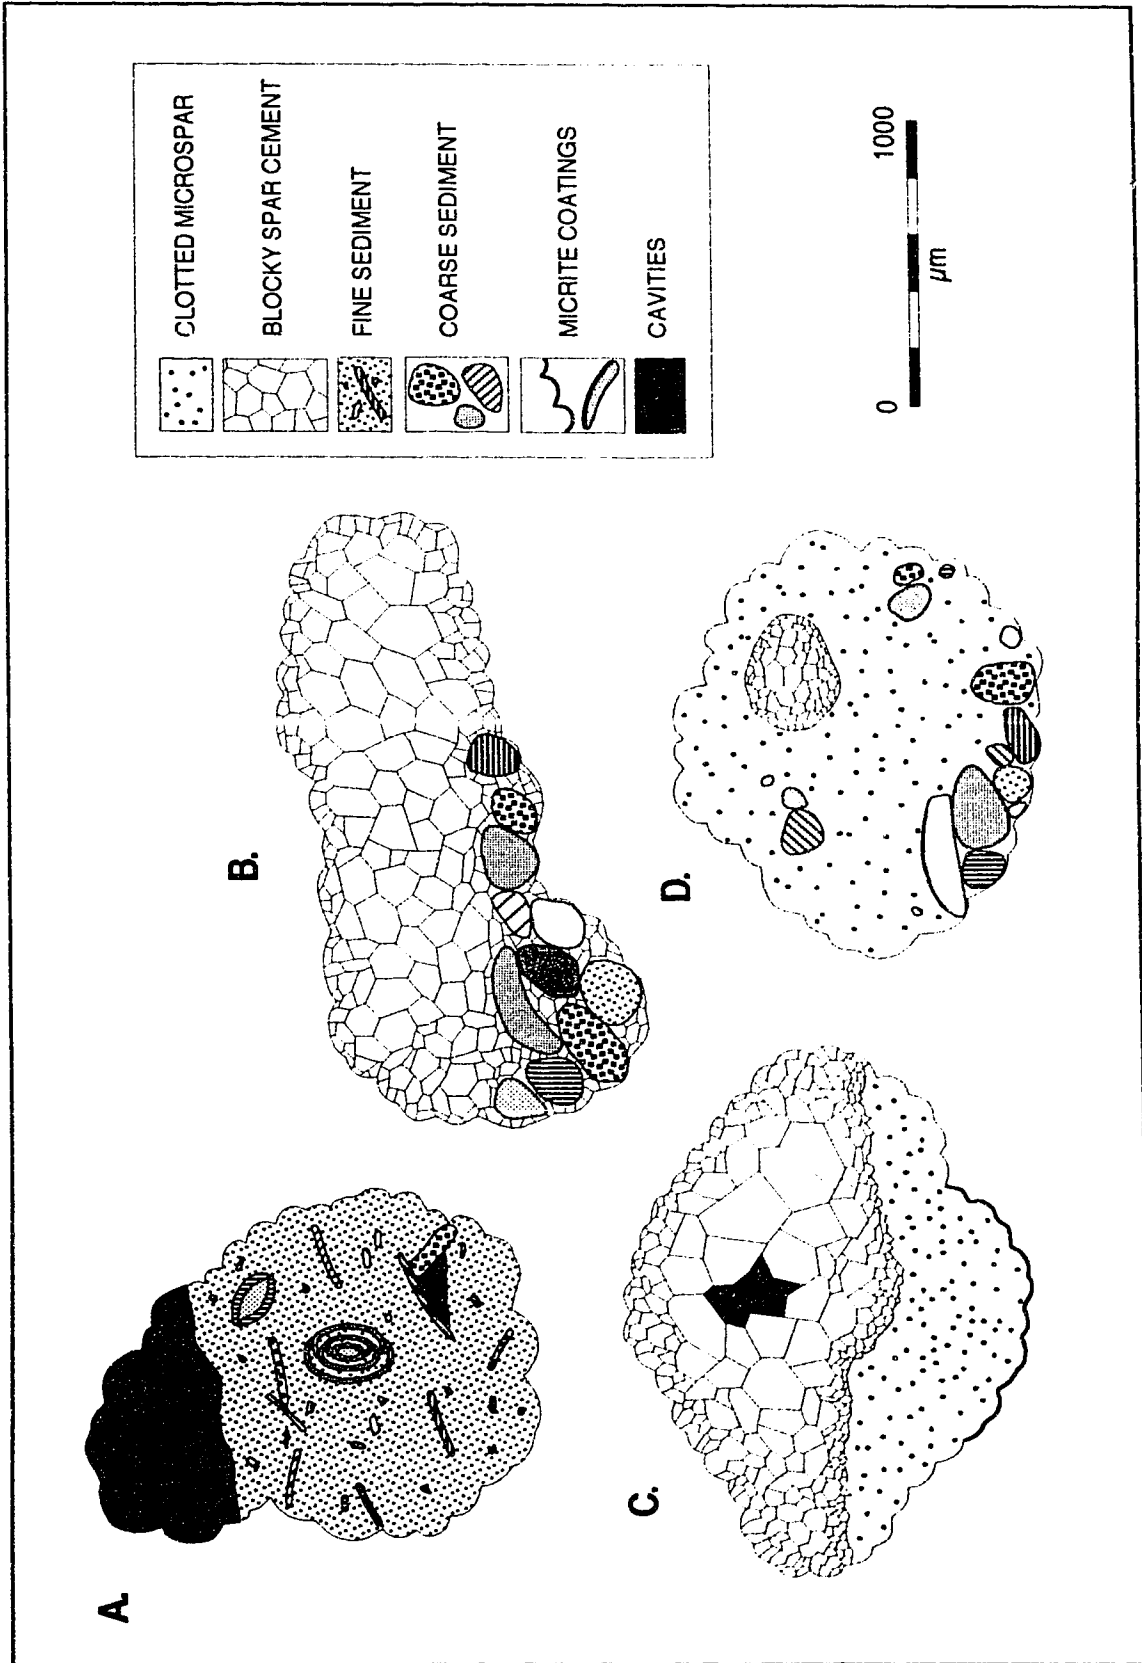 A.
B.
C.
D.
CLOTTED MICROSPAR
BLOCKY SPAR CEMENT
FINE SEDIMENT
COARSE SEDIMENT
MICRITE COATINGS
CAVITIES
0 1000
µm